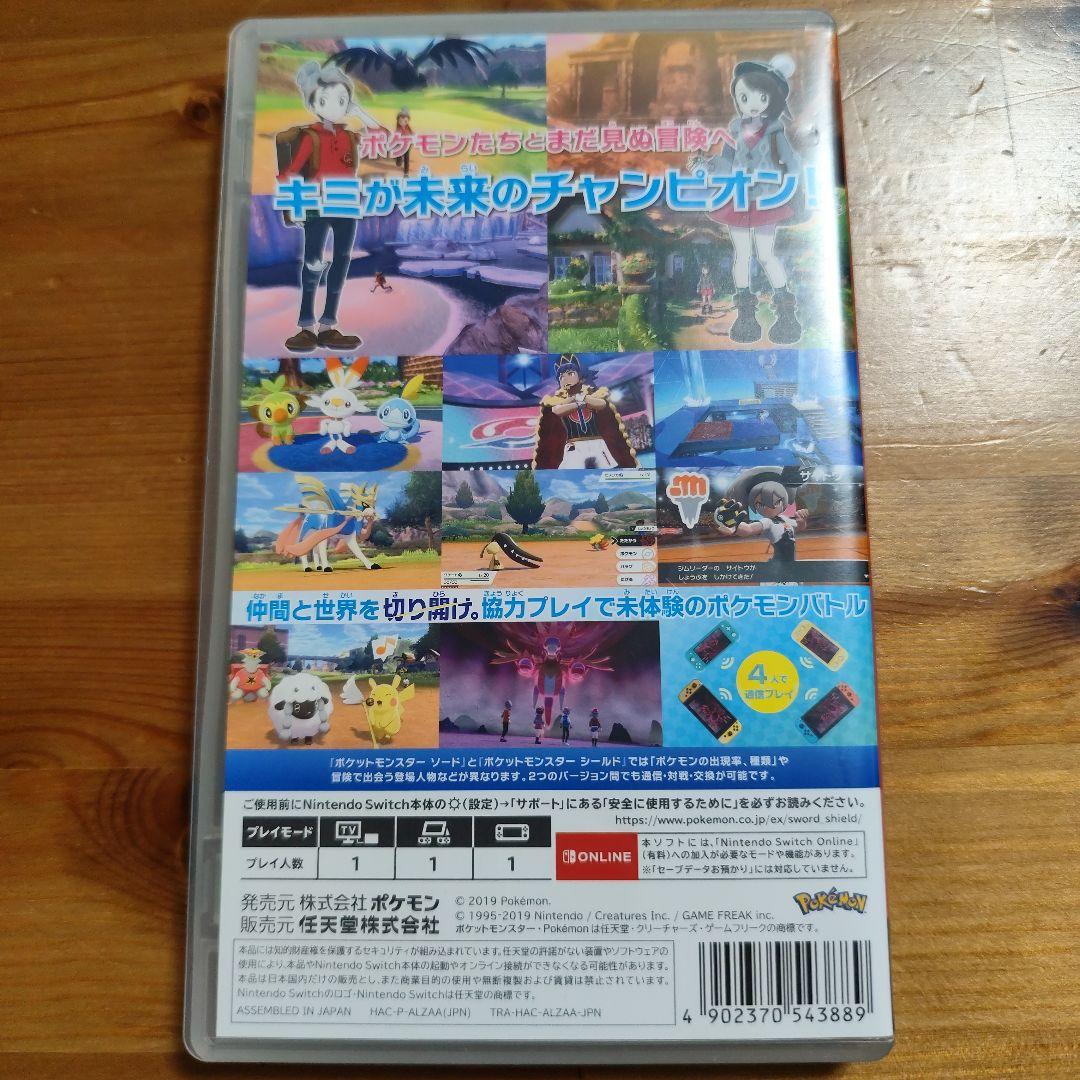 ポケモンたちとまだ見ぬ冒険へ
キミが未来のチャンピオン!
ジムリーダーの サイトウが
しょうぶを しかけてきた!
仲間と世界を切り開け。協力プレイで未体験のポケモンバトル
4人で
通信プレイ
『ポケットモンスター ソード』と『ポケットモンスター シールド』では「ポケモンの出現率、種類」や
冒険で出会う登場人物などが異なります。2つのバージョン間でも通信・対戦・交換が可能です。
ご使用前にNintendo Switch本体の(設定)→「サポート」にある「安全に使用するために」を必ずお読みください。
https://www.pokemon.co.jp/ex/sword_shield/
プレイモード TV
プレイ人数 1 1 1
ONLINE
本ソフトには、「Nintendo Switch Online」
(有料)への加入が必要なモードや機能があります。
※「セーブデータお預かり」には対応していません。
発売元 株式会社ポケモン
販売元 任天堂株式会社
© 2019 Pokémon.
© 1995-2019 Nintendo / Creatures Inc. / GAME FREAK inc.
ポケットモンスター・Pokémonは任天堂・クリーチャーズ・ゲームフリークの商標です。
POKéMON
本品には知的財産権を保護するセキュリティが組み込まれています。任天堂の許諾がない装置やソフトウェアの
使用により、本品やNintendo Switch本体の起動やオンライン接続ができなくなる可能性があります。
本品は日本国内だけの販売とし、また商業目的の使用や無断複製および賃貸は禁止されています。
Nintendo Switchのロゴ・Nintendo Switchは任天堂の商標です。
ASSEMBLED IN JAPAN HAC-P-ALZAA(JPN) TRA-HAC-ALZAA-JPN
4 902370 543889